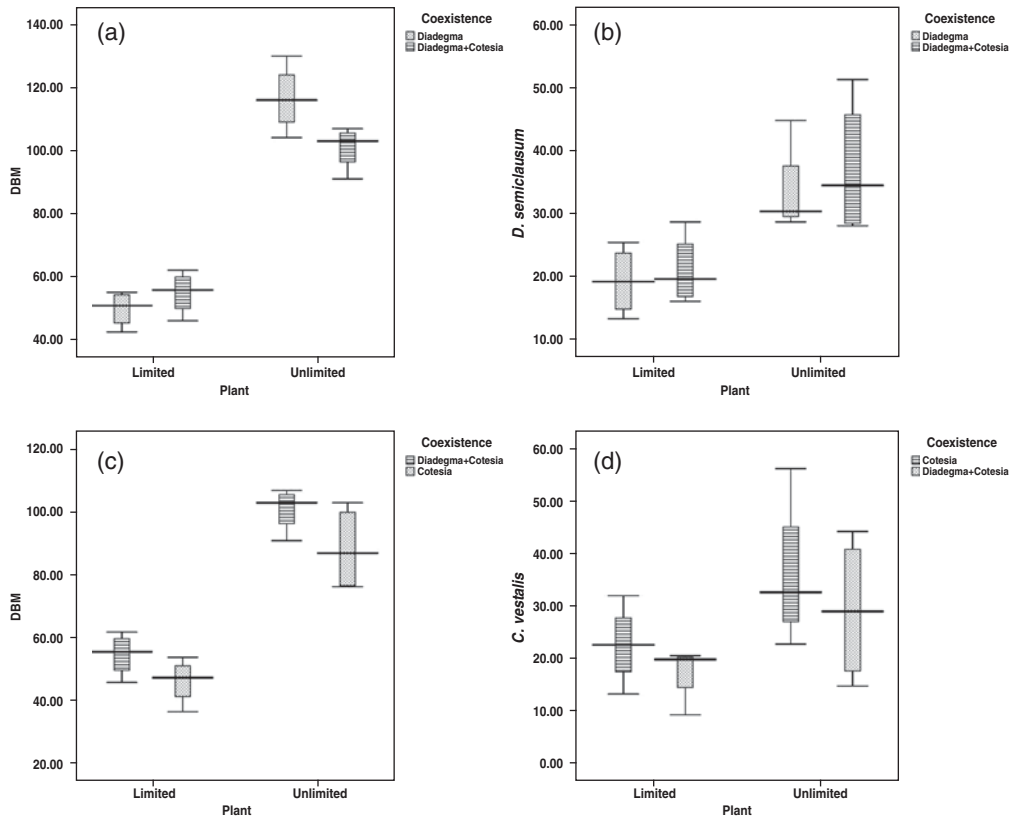 (a)
Coexistence
Diadegma
Diadegma+Cotesia
140.00
120.00
100.00
80.00
60.00
40.00
DBM
Limited
Unlimited
Plant
(b)
Coexistence
Diadegma
Diadegma+Cotesia
60.00
50.00
40.00
30.00
20.00
10.00
D. semiclausum
Limited
Unlimited
Plant
(c)
Coexistence
Diadegma+Cotesia
Cotesia
120.00
100.00
80.00
60.00
40.00
20.00
DBM
Limited
Unlimited
Plant
(d)
Coexistence
Cotesia
Diadegma+Cotesia
60.00
50.00
40.00
30.00
20.00
10.00
0.00
C. vestalis
Limited
Unlimited
Plant